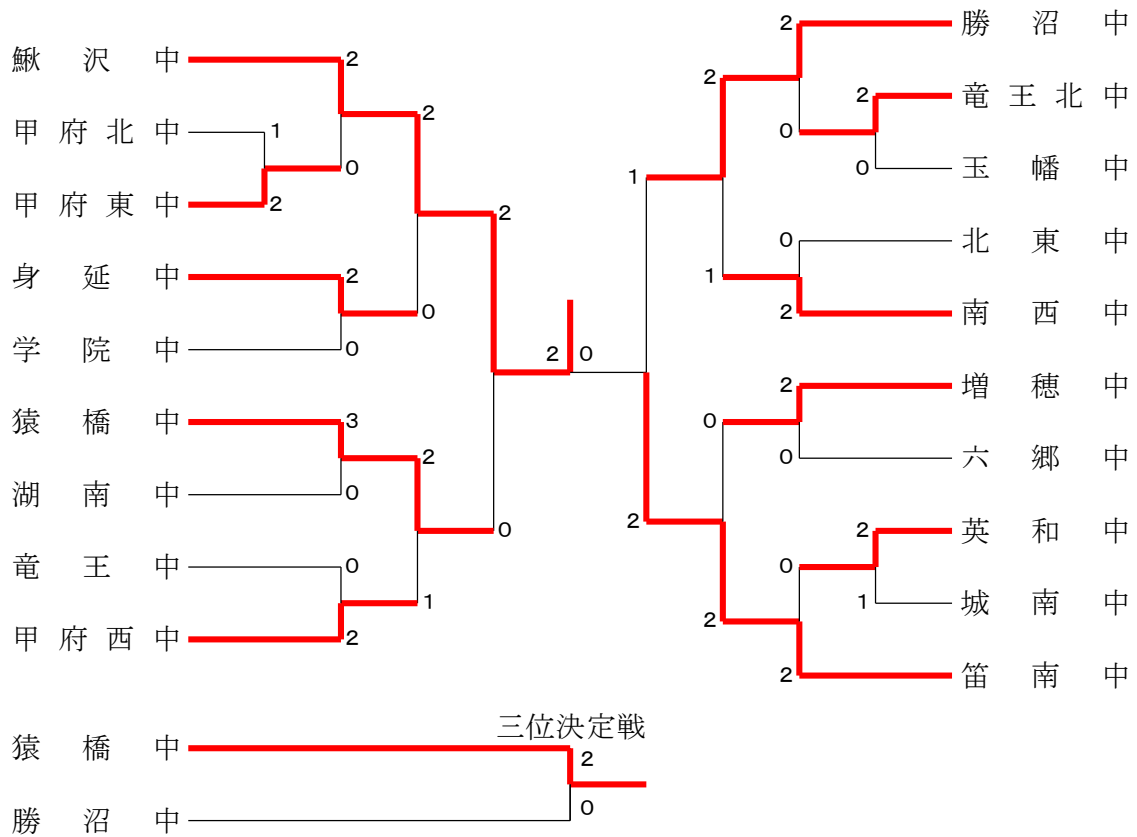 鰍沢中
2
甲府北中
1
2
0
甲府東中
2
身延中
2
2
0
学院中
0
猿橋中
3
2
湖南中
0
0
竜王中
0
1
甲府西中
2
2
0
勝沼中
2
2
竜王北中
2
0
玉幡中
0
1
北東中
0
1
南西中
2
増穂中
2
0
六郷中
0
2
英和中
2
0
城南中
1
2
笛南中
2
三位決定戦
猿橋中
2
勝沼中
0